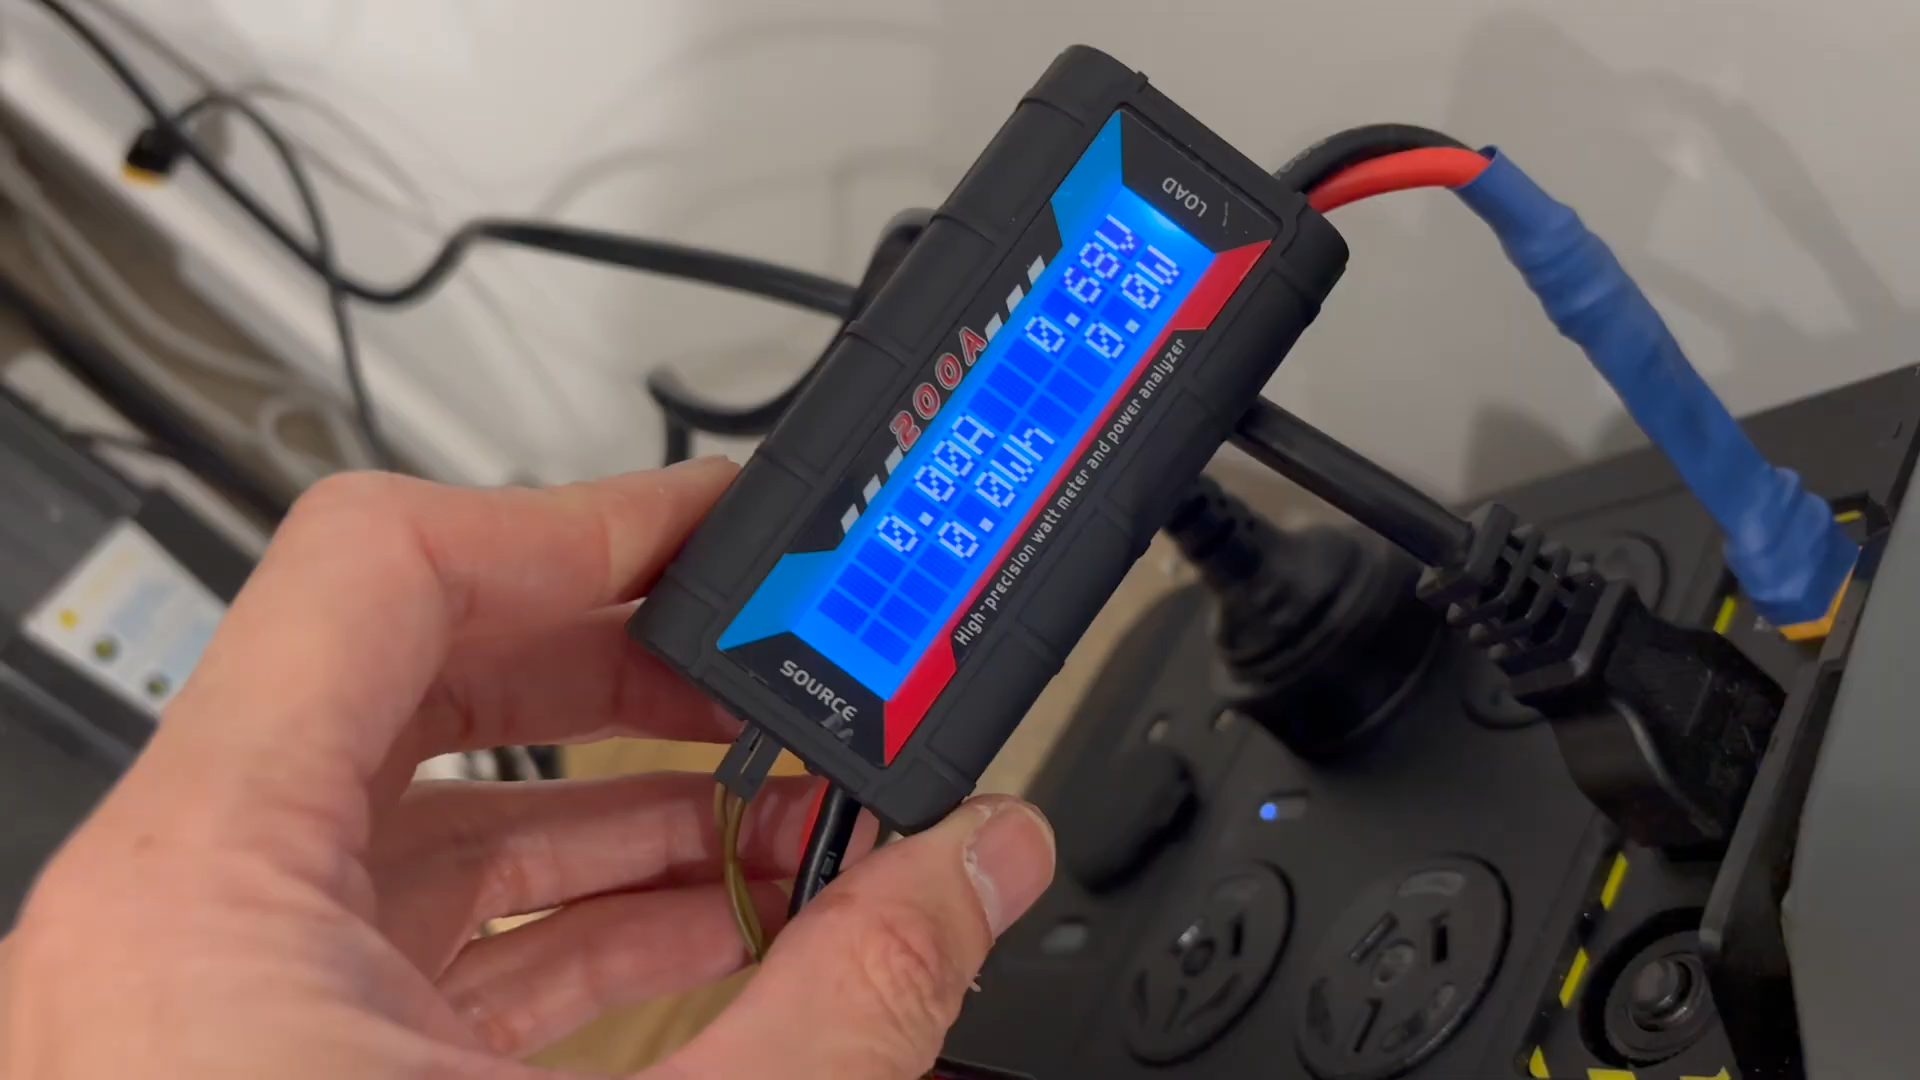 LOAD
200A
0.00A 0.68V
0.0Wh 0.0W
High-precision watt meter and power analyzer
SOURCE